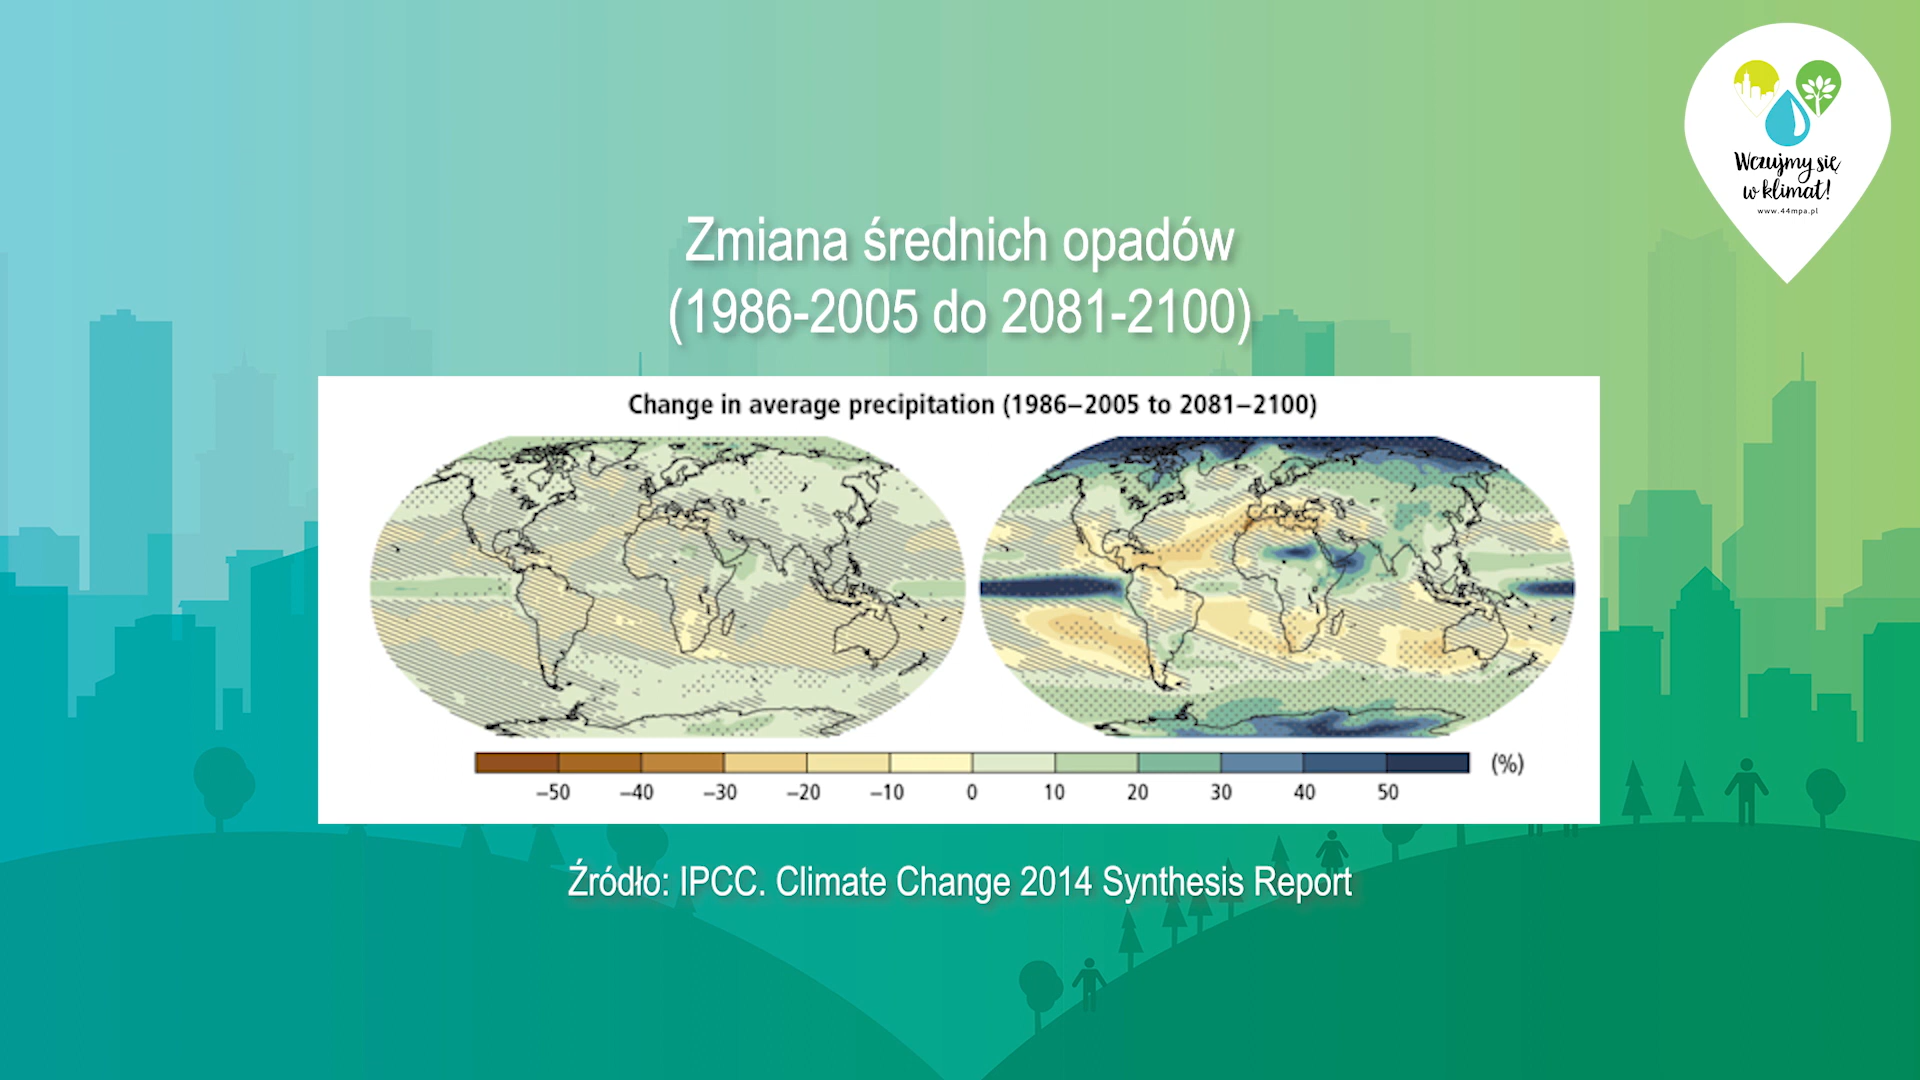 Wczujmy się
w klimat!
www.44mpa.pl
Zmiana średnich opadów
(1986-2005 do 2081-2100)
Change in average precipitation (1986–2005 to 2081–2100)
(%)
–50 –40 –30 –20 –10 0 10 20 30 40 50
Źródło: IPCC. Climate Change 2014 Synthesis Report